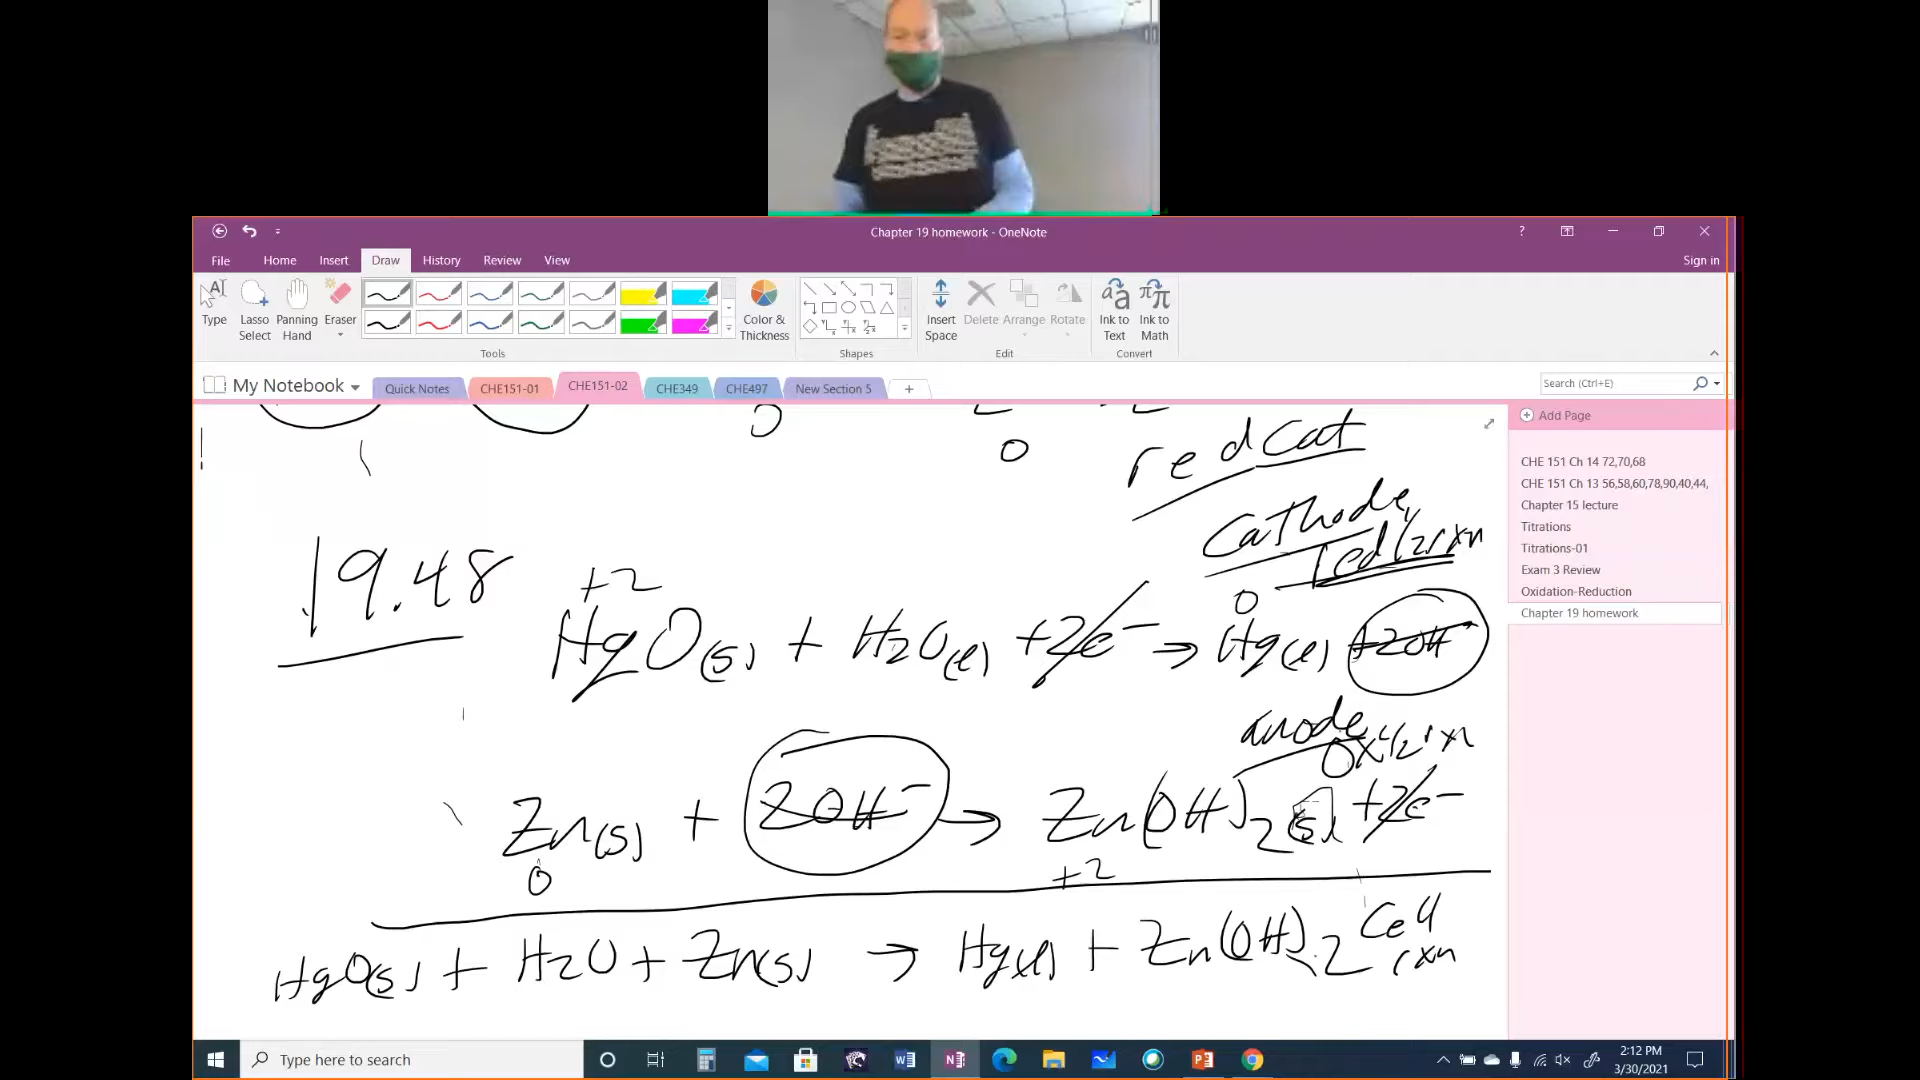 Chapter 19 homework - OneNote
?
File Home Insert Draw History Review View
Sign in
Type
Lasso Select
Panning Hand
Eraser
Color & Thickness
Insert Space
Delete Arrange Rotate
Ink to Text
Ink to Math
Tools Shapes Edit Convert
My Notebook Quick Notes CHE151-01 CHE151-02 CHE349 CHE497 New Section 5 +
Search (Ctrl+E)
Add Page
CHE 151 Ch 14 72,70,68
CHE 151 Ch 13 56,58,60,78,90,40,44,
Chapter 15 lecture
Titrations
Titrations-01
Exam 3 Review
Oxidation-Reduction
Chapter 19 homework
0
red cat
Cathode,
red 1/2 rxn
19.48
+2
0
HgO(s) + H2O(l) + 2e- → Hg(l) + 2OH-
anode
Ox 1/2 rxn
Zn(s) + 2OH- → Zn(OH)2(s) + 2e-
0
+2
HgO(s) + H2O + Zn(s) → Hg(l) + Zn(OH)2
Cell rxn
Type here to search
2:12 PM
3/30/2021